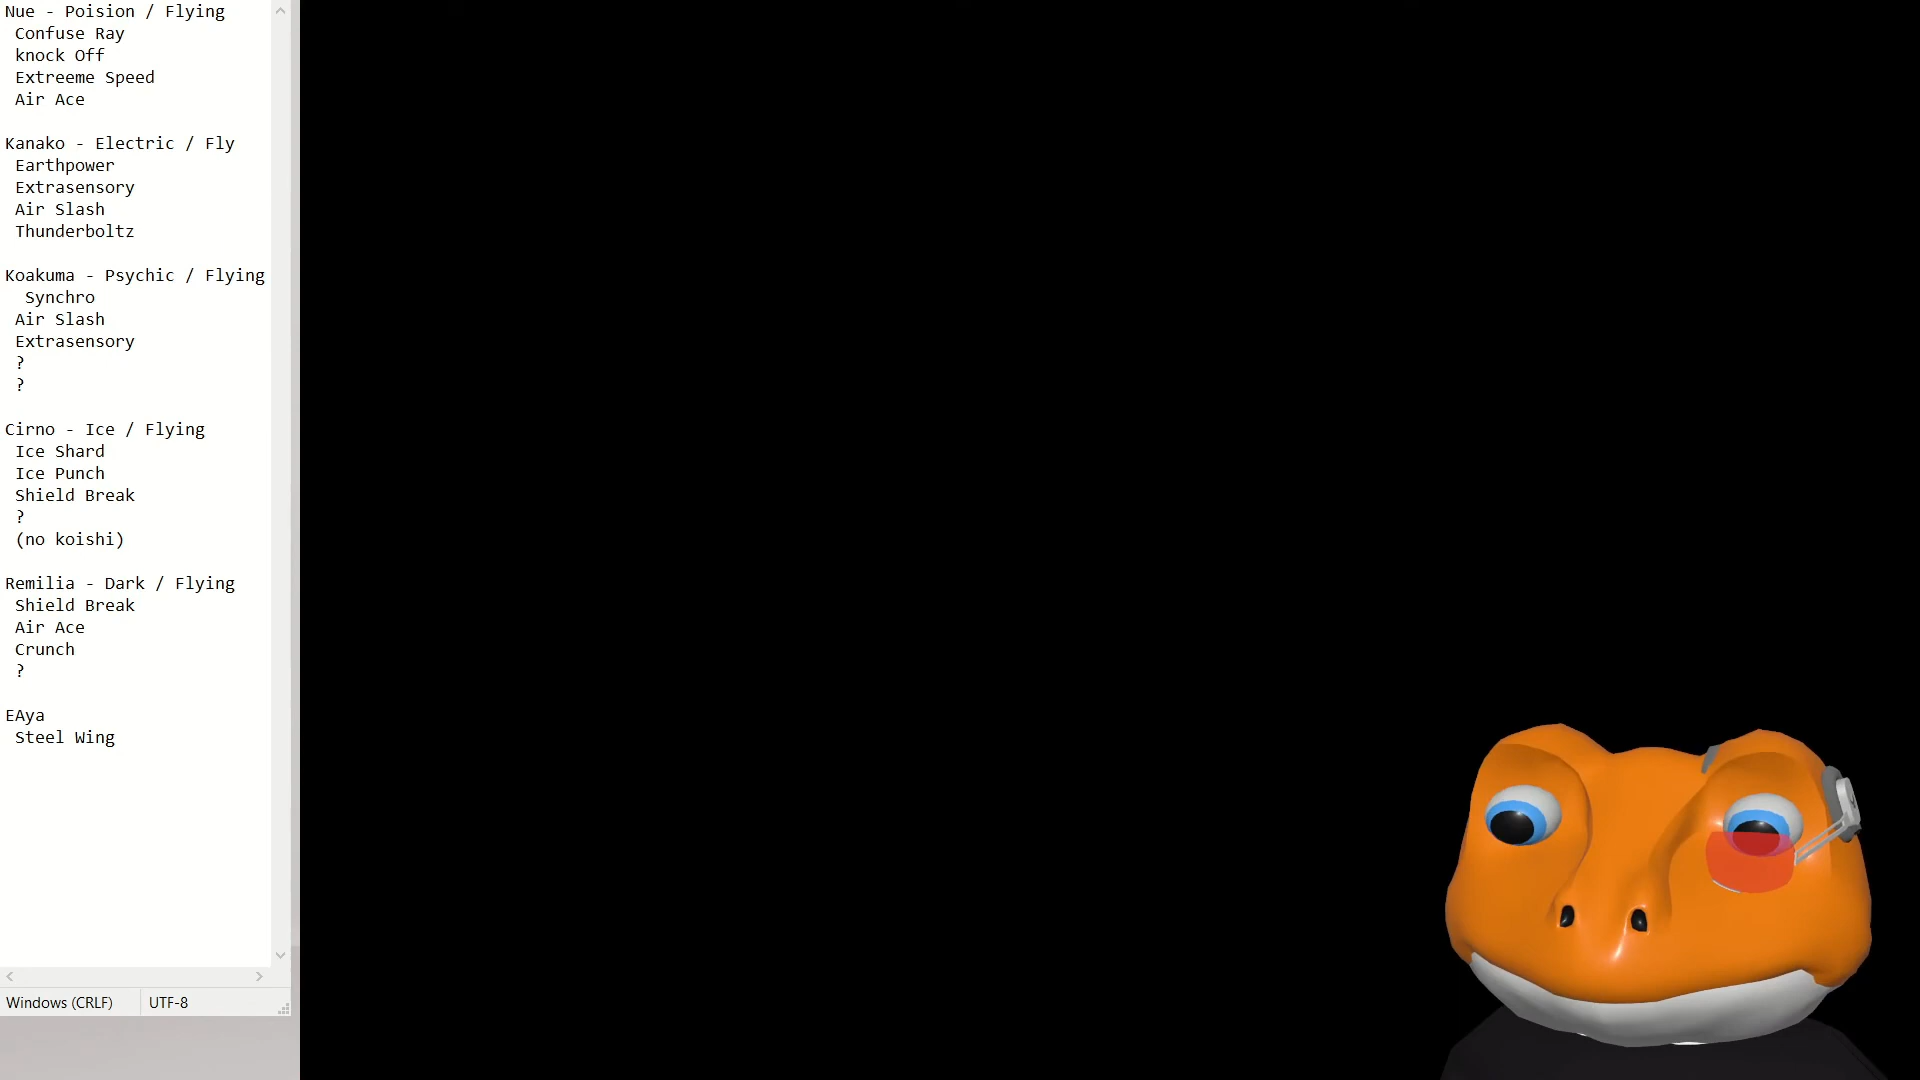 Nue - Poision / Flying
Confuse Ray
knock Off
Extreeme Speed
Air Ace
Kanako - Electric / Fly
Earthpower
Extrasensory
Air Slash
Thunderboltz
Koakuma - Psychic / Flying
Synchro
Air Slash
Extrasensory
?
?
Cirno - Ice / Flying
Ice Shard
Ice Punch
Shield Break
?
(no koishi)
Remilia - Dark / Flying
Shield Break
Air Ace
Crunch
?
EAya
Steel Wing
Windows (CRLF) UTF-8